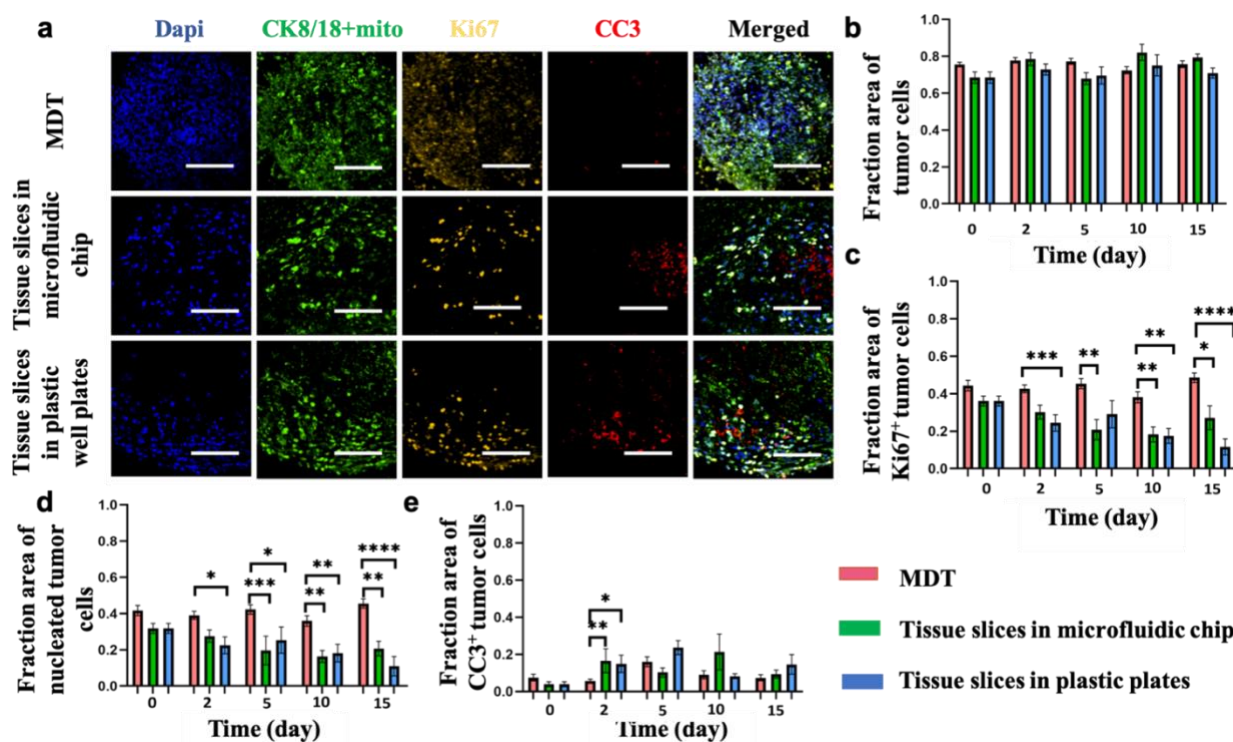 a
Dapi CK8/18+mito Ki67 CC3 Merged
MDT
Tissue slices in
microfluidic
chip
Tissue slices
in plastic
well plates
b
Fraction area of
tumor cells
1.0
0.8
0.6
0.4
0.2
0.0
0 2 5 10 15
Time (day)
c
Fraction area of
Ki67+tumor cells
1.0
0.8
0.6
0.4
0.2
0.0
*** ** ** ** **** *
0 2 5 10 15
Time (day)
d
Fraction area of
nucleated tumor
cells
1.0
0.8
0.6
0.4
0.2
0.0
* * *** ** ** **** **
0 2 5 10 15
Time (day)
e
Fraction area of
CC3+ tumor cells
1.0
0.8
0.6
0.4
0.2
0.0
* **
0 2 5 10 15
Time (day)
MDT
Tissue slices in microfluidic chip
Tissue slices in plastic plates